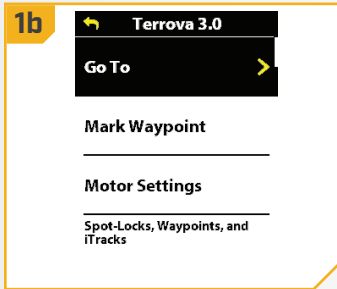 1b
Terrova 3.0
Go To
Mark Waypoint
Motor Settings
Spot-Locks, Waypoints, and
iTracks